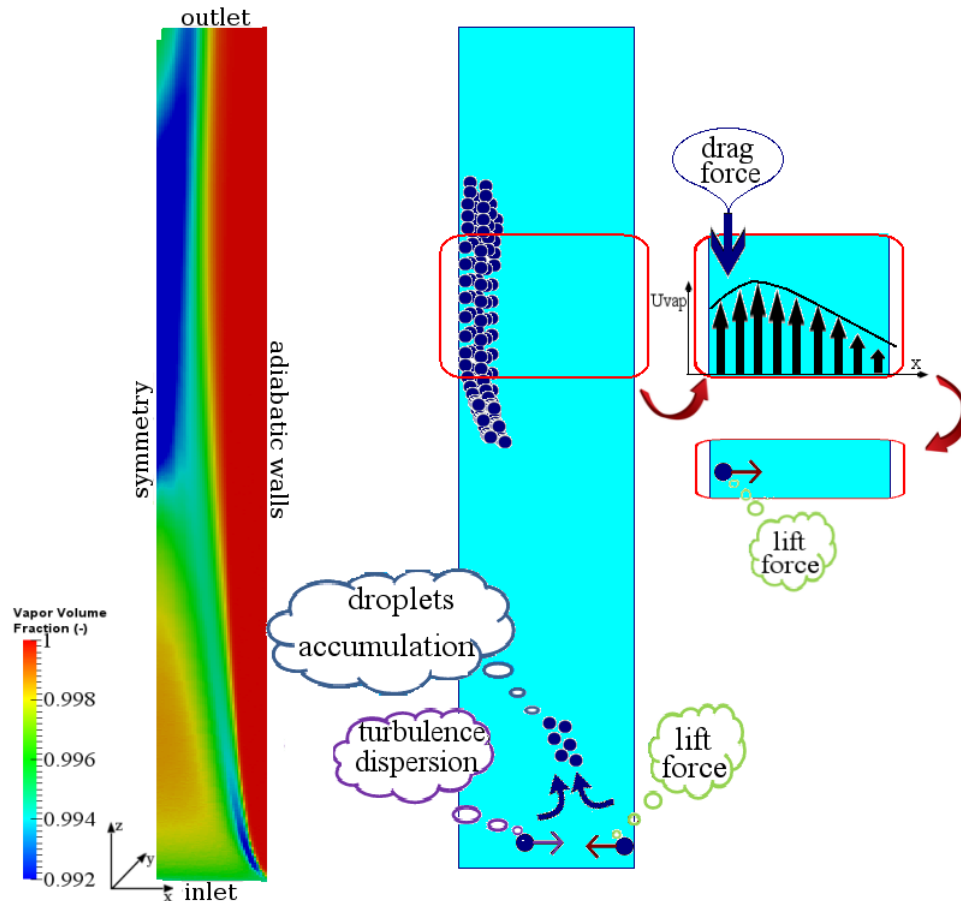 outlet
symmetry
adiabatic walls
Vapor Volume
Fraction (-)
1
0.998
0.996
0.994
0.992
z
y
x
inlet
droplets
accumulation
turbulence
dispersion
lift
force
drag
force
Uvap
x
lift
force